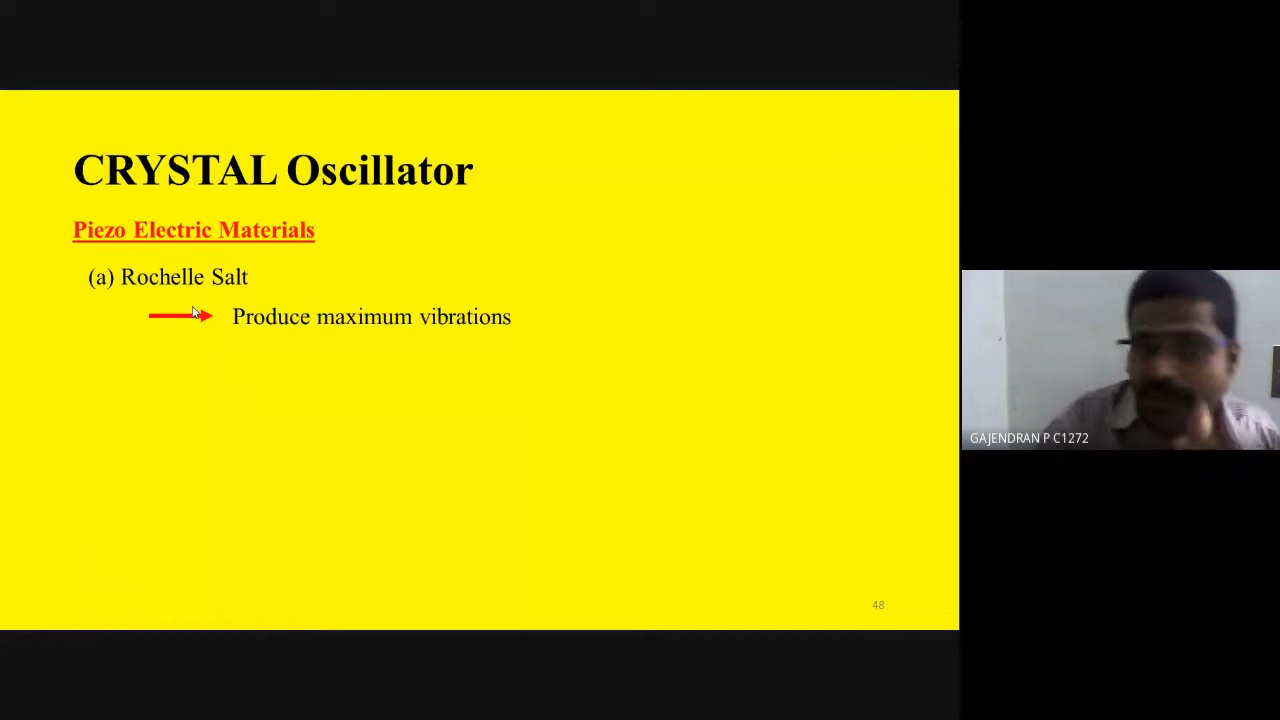 CRYSTAL Oscillator
Piezo Electric Materials
(a) Rochelle Salt
Produce maximum vibrations
48
GAJENDRAN P C1272